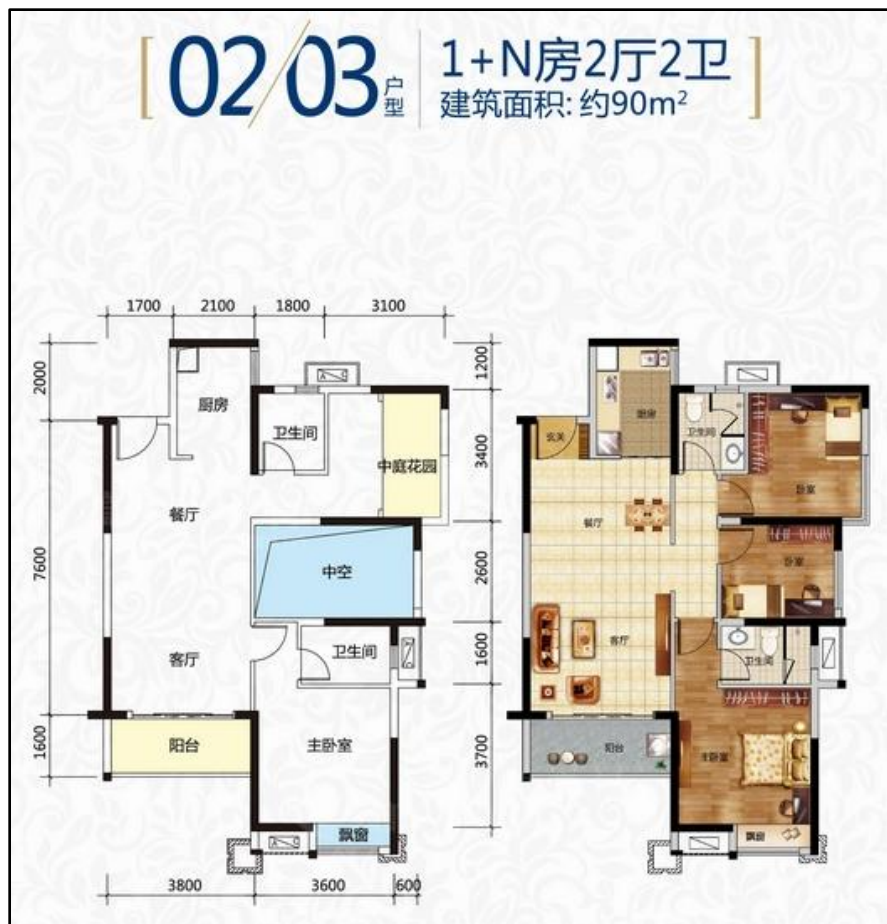 02/03户型
1+N房2厅2卫
建筑面积: 约90m²
1700 2100 1800 3100
2000
7600
1600
1200
3400
2600
1600
3700
厨房
卫生间
中庭花园
餐厅
中空
客厅
卫生间
阳台
主卧室
飘窗
3800 3600 600
厨房
玄关
卫生间
卧室
餐厅
卧室
客厅
卫生间
阳台
主卧室
飘窗